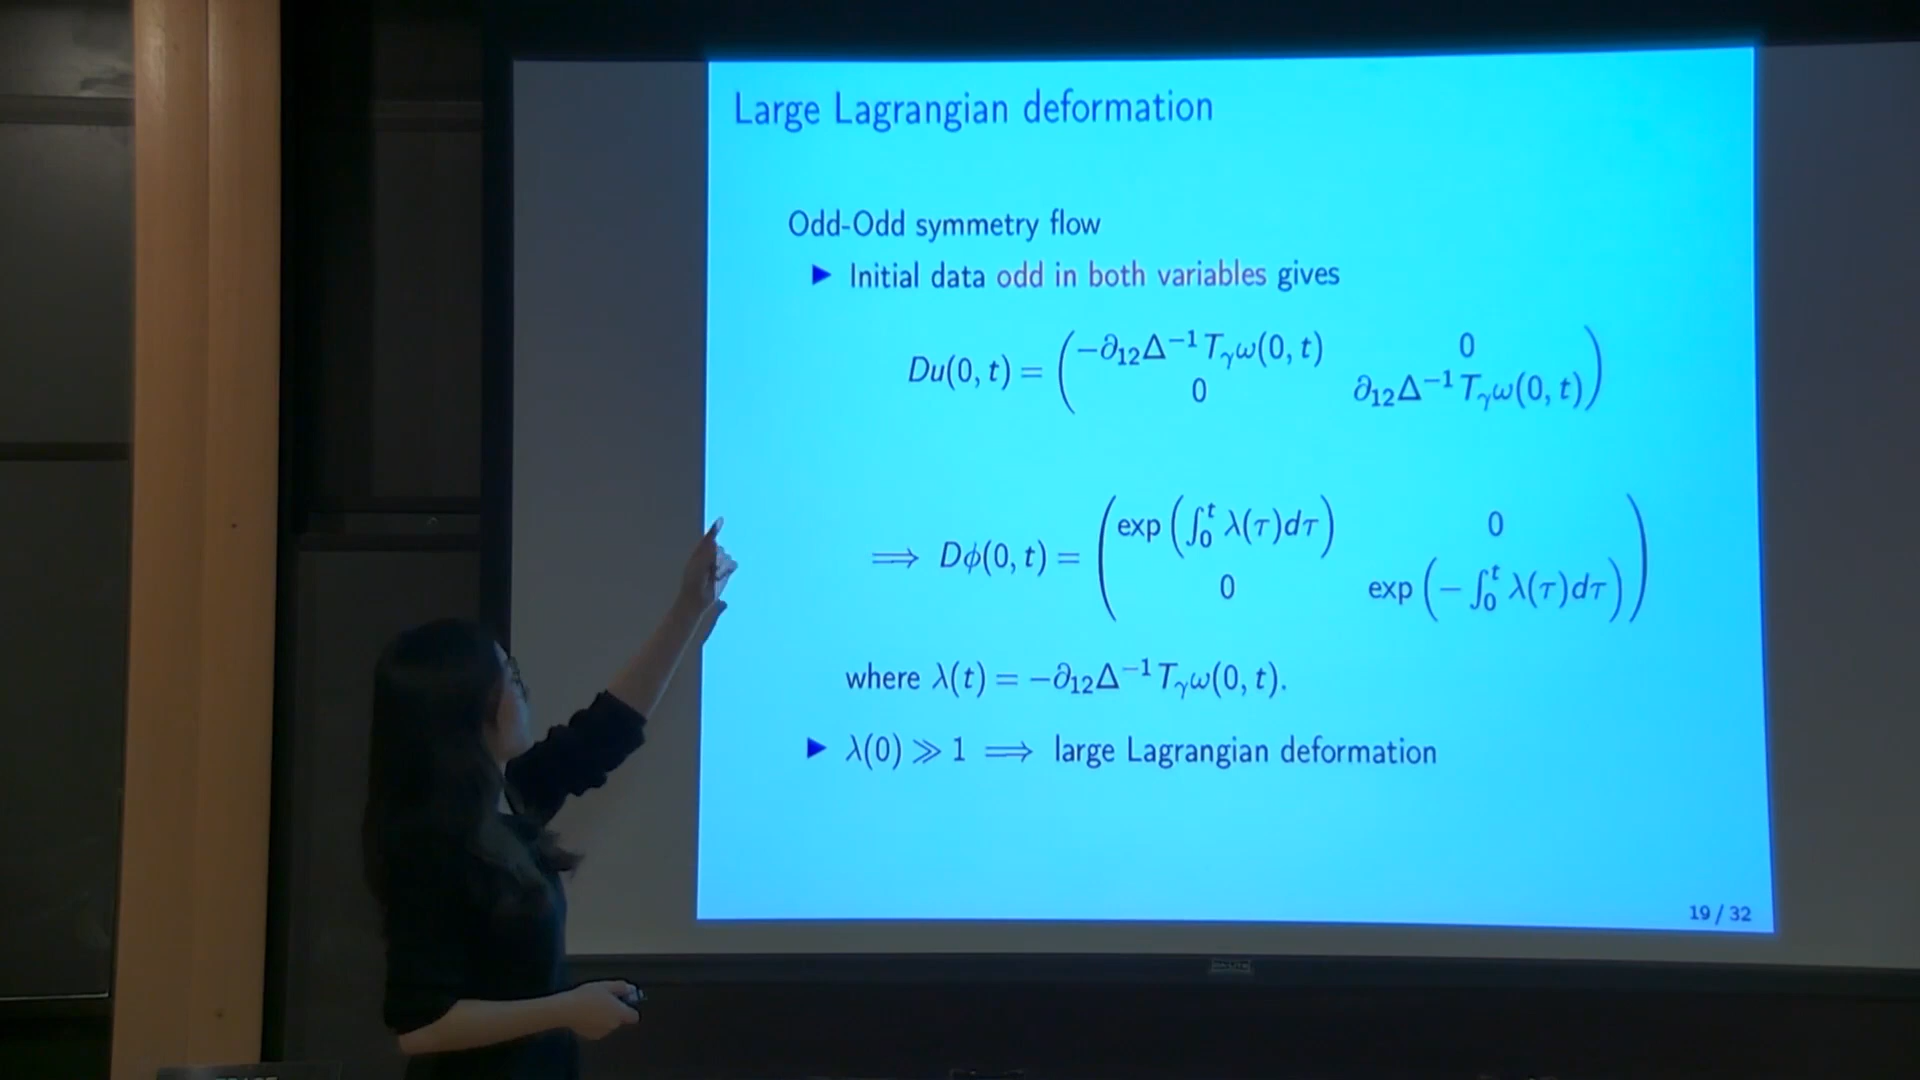 Large Lagrangian deformation
Odd-Odd symmetry flow
▶ Initial data odd in both variables gives
Du(0, t) = ( −∂₁₂Δ⁻¹T_γω(0, t) 0
0 ∂₁₂Δ⁻¹T_γω(0, t) )
⟹ Dϕ(0, t) = ( exp (∫₀ᵗ λ(τ)dτ) 0
0 exp (− ∫₀ᵗ λ(τ)dτ) )
where λ(t) = −∂₁₂Δ⁻¹T_γω(0, t).
▶ λ(0) ≫ 1 ⟹ large Lagrangian deformation
19 / 32